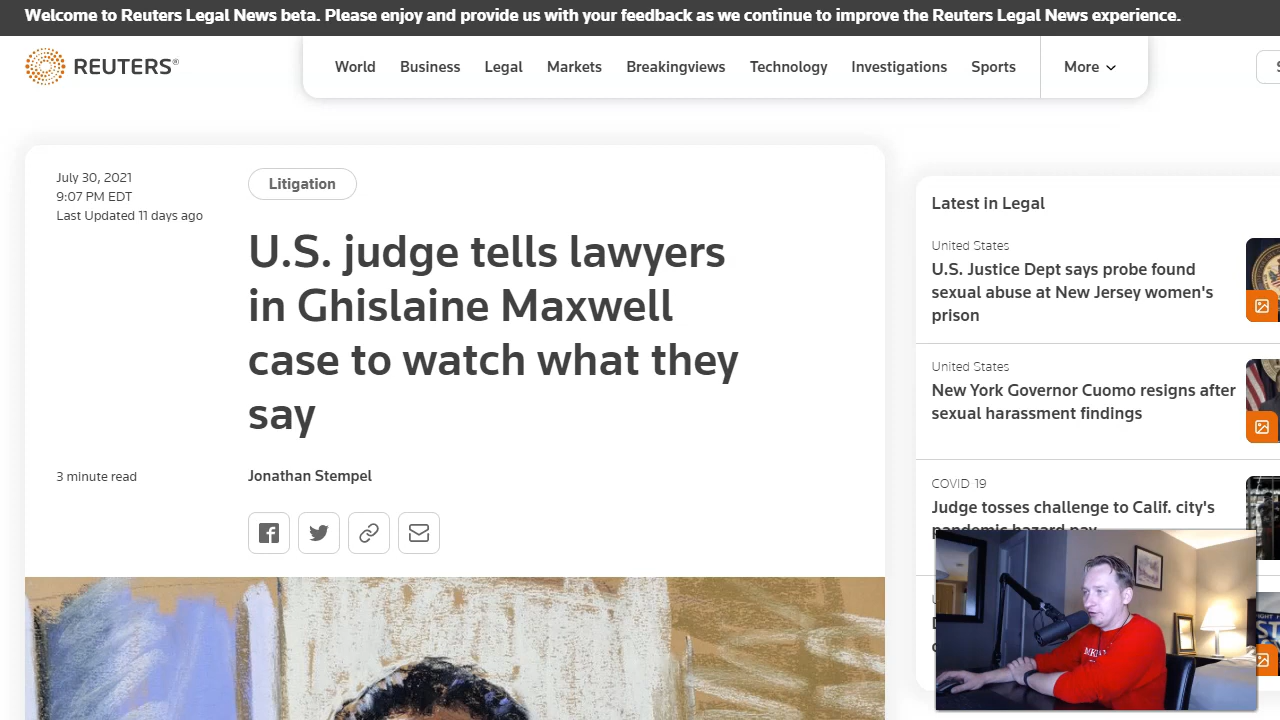 Welcome to Reuters Legal News beta. Please enjoy and provide us with your feedback as we continue to improve the Reuters Legal News experience.
REUTERS®
World Business Legal Markets Breakingviews Technology Investigations Sports More
July 30, 2021
9:07 PM EDT
Last Updated 11 days ago
Litigation
U.S. judge tells lawyers
in Ghislaine Maxwell
case to watch what they
say
3 minute read
Jonathan Stempel
Latest in Legal
United States
U.S. Justice Dept says probe found
sexual abuse at New Jersey women's
prison
United States
New York Governor Cuomo resigns after
sexual harassment findings
COVID 19
Judge tosses challenge to Calif. city's
pandemic hazard pay